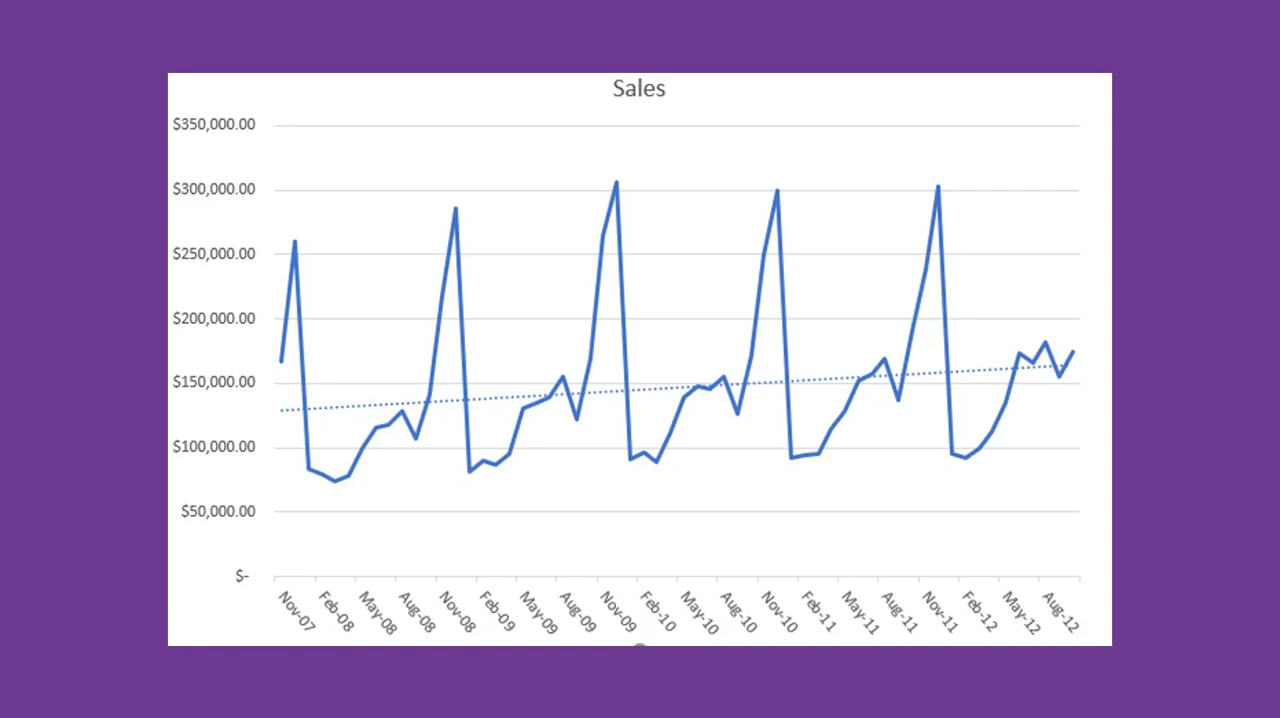 Sales
$350,000.00
$300,000.00
$250,000.00
$200,000.00
$150,000.00
$100,000.00
$50,000.00
$-
Nov-07
Feb-08
May-08
Aug-08
Nov-08
Feb-09
May-09
Aug-09
Nov-09
Feb-10
May-10
Aug-10
Nov-10
Feb-11
May-11
Aug-11
Nov-11
Feb-12
May-12
Aug-12